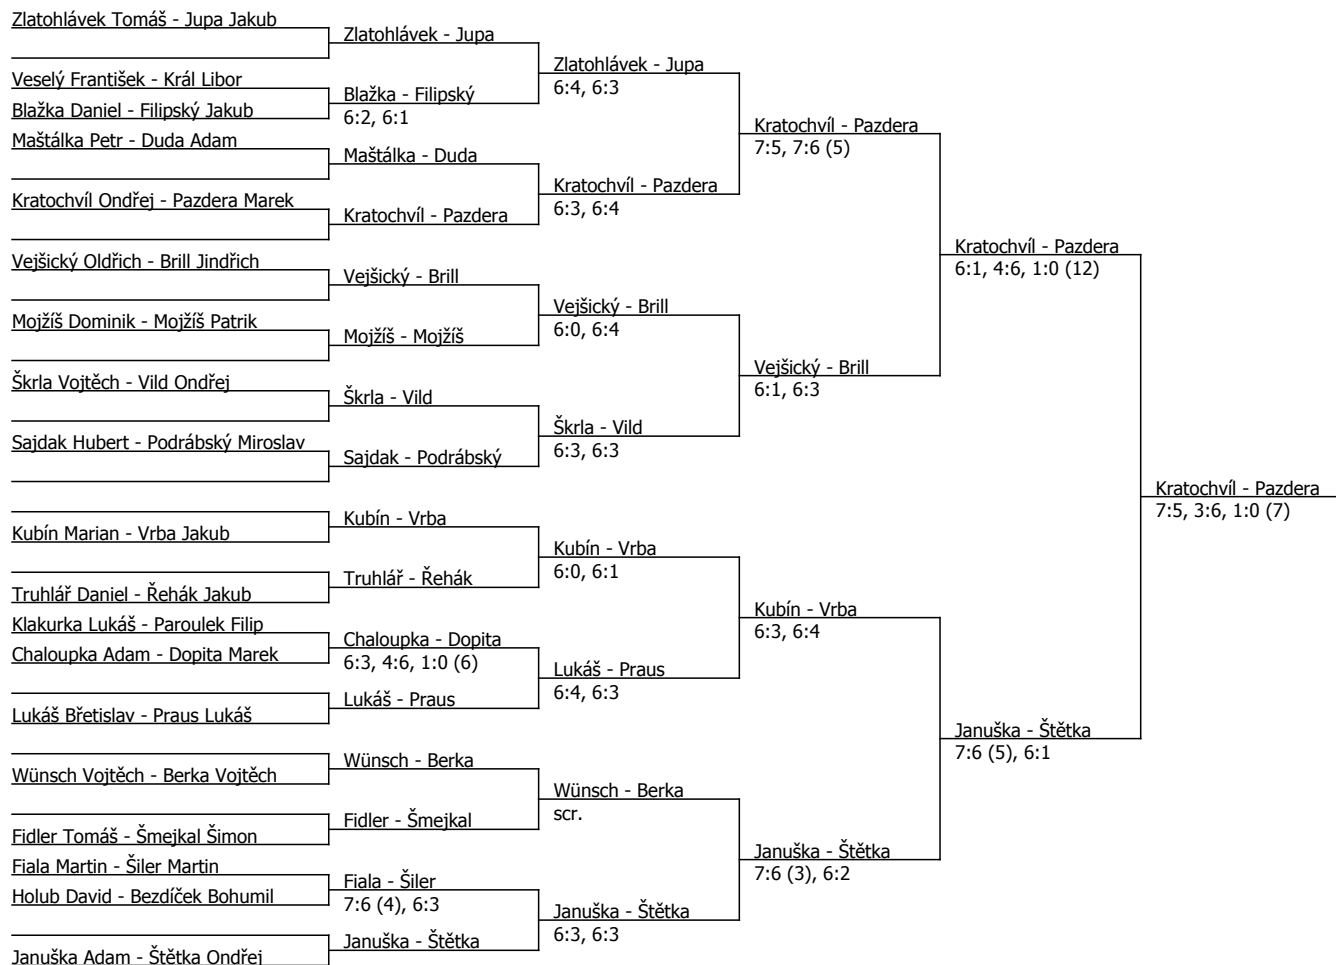 Zlatohlávek Tomáš - Jupa Jakub
Veselý František - Král Libor
Blažka Daniel - Filipský Jakub
Maštálka Petr - Duda Adam
Kratochvíl Ondřej - Pazdera Marek
Vejšický Oldřich - Brill Jindřich
Mojžíš Dominik - Mojžíš Patrik
Škrla Vojtěch - Vild Ondřej
Sajdak Hubert - Podrábský Miroslav
Kubín Marian - Vrba Jakub
Truhlář Daniel - Řehák Jakub
Klakurka Lukáš - Paroulek Filip
Chaloupka Adam - Dopita Marek
Lukáš Břetislav - Praus Lukáš
Wünsch Vojtěch - Berka Vojtěch
Fidler Tomáš - Šmejkal Šimon
Fiala Martin - Šiler Martin
Holub David - Bezdíček Bohumil
Januška Adam - Štětka Ondřej
Zlatohlávek - Jupa
Blažka - Filipský
6:2, 6:1
Maštálka - Duda
Kratochvíl - Pazdera
Vejšický - Brill
Mojžíš - Mojžíš
Škrla - Vild
Sajdak - Podrábský
Kubín - Vrba
Truhlář - Řehák
Chaloupka - Dopita
6:3, 4:6, 1:0 (6)
Lukáš - Praus
Wünsch - Berka
Fidler - Šmejkal
Fiala - Šiler
7:6 (4), 6:3
Januška - Štětka
Zlatohlávek - Jupa
6:4, 6:3
Kratochvíl - Pazdera
6:3, 6:4
Vejšický - Brill
6:0, 6:4
Škrla - Vild
6:3, 6:3
Kubín - Vrba
6:0, 6:1
Lukáš - Praus
6:4, 6:3
Wünsch - Berka
scr.
Januška - Štětka
6:3, 6:3
Kratochvíl - Pazdera
7:5, 7:6 (5)
Vejšický - Brill
6:1, 6:3
Kubín - Vrba
6:3, 6:4
Januška - Štětka
7:6 (3), 6:2
Kratochvíl - Pazdera
6:1, 4:6, 1:0 (12)
Januška - Štětka
7:6 (5), 6:1
Kratochvíl - Pazdera
7:5, 3:6, 1:0 (7)